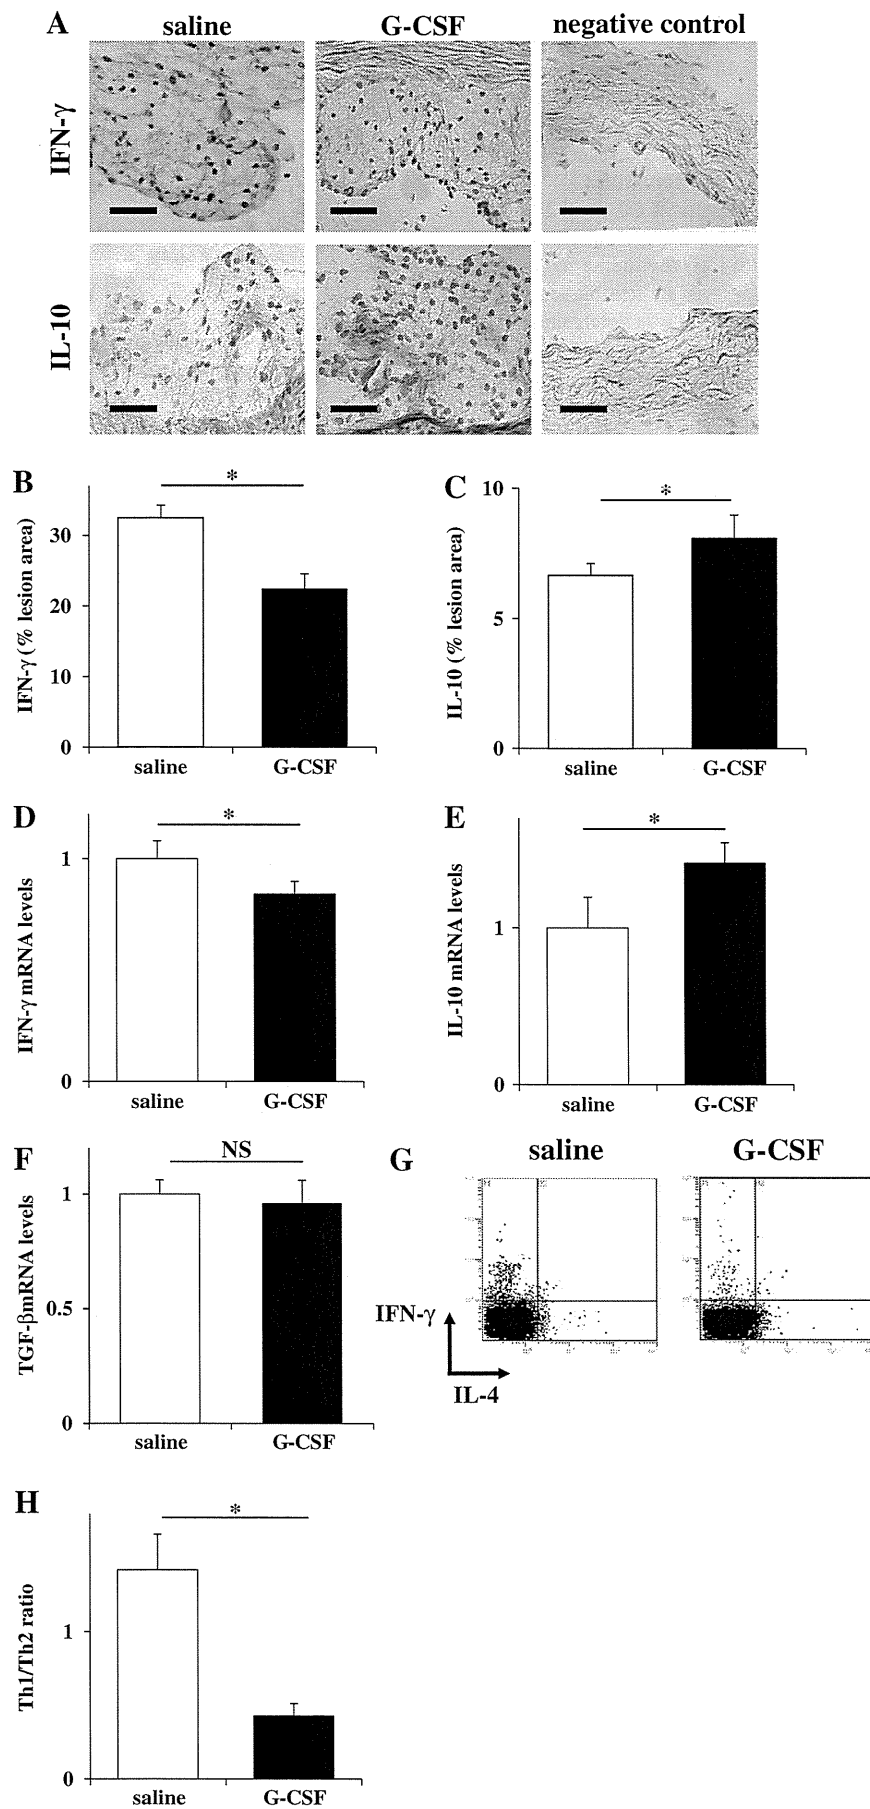 A
saline
G-CSF
negative control
IFN-γ
IL-10
B
*
IFN-γ (% lesion area)
30
20
10
0
saline
G-CSF
C
*
IL-10 (% lesion area)
10
5
0
saline
G-CSF
D
*
IFN-γ mRNA levels
1
0
saline
G-CSF
E
*
IL-10 mRNA levels
1
0
saline
G-CSF
F
NS
TGF-βmRNA levels
1
0.5
0
saline
G-CSF
G
saline
G-CSF
IFN-γ
IL-4
H
*
Th1/Th2 ratio
1
0
saline
G-CSF